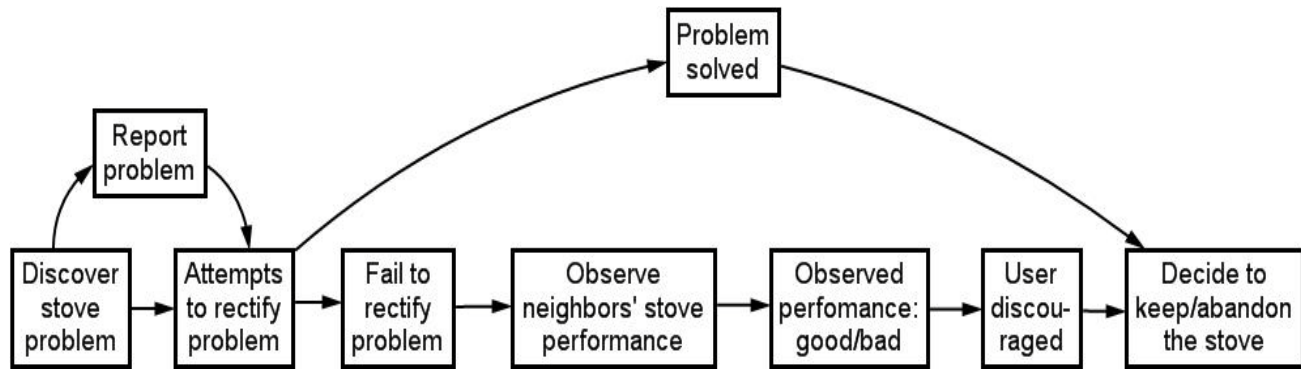 Problem
solved
Report
problem
Discover
stove
problem
Attempts
to rectify
problem
Fail to
rectify
problem
Observe
neighbors' stove
performance
Observed
perfomance:
good/bad
User
discou-
raged
Decide to
keep/abandon
the stove